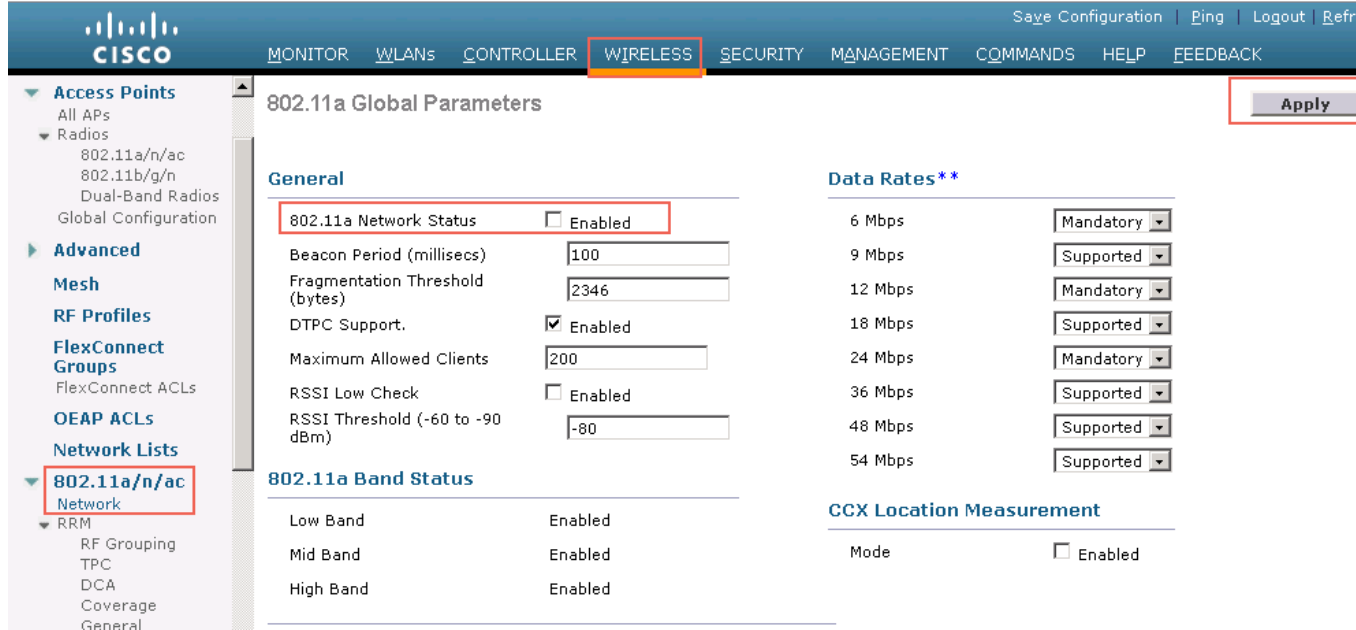 Save Configuration | Ping | Logout | Refr
CISCO
MONITOR WLANs CONTROLLER WIRELESS SECURITY MANAGEMENT COMMANDS HELP FEEDBACK
Access Points
All APs
Radios
802.11a/n/ac
802.11b/g/n
Dual-Band Radios
Global Configuration
Advanced
Mesh
RF Profiles
FlexConnect
Groups
FlexConnect ACLs
OEAP ACLs
Network Lists
802.11a/n/ac
Network
RRM
RF Grouping
TPC
DCA
Coverage
General
802.11a Global Parameters
Apply
General
802.11a Network Status Enabled
Beacon Period (millisecs) 100
Fragmentation Threshold
(bytes) 2346
DTPC Support. Enabled
Maximum Allowed Clients 200
RSSI Low Check Enabled
RSSI Threshold (-60 to -90
dBm) -80
802.11a Band Status
Low Band Enabled
Mid Band Enabled
High Band Enabled
Data Rates**
6 Mbps Mandatory
9 Mbps Supported
12 Mbps Mandatory
18 Mbps Supported
24 Mbps Mandatory
36 Mbps Supported
48 Mbps Supported
54 Mbps Supported
CCX Location Measurement
Mode Enabled